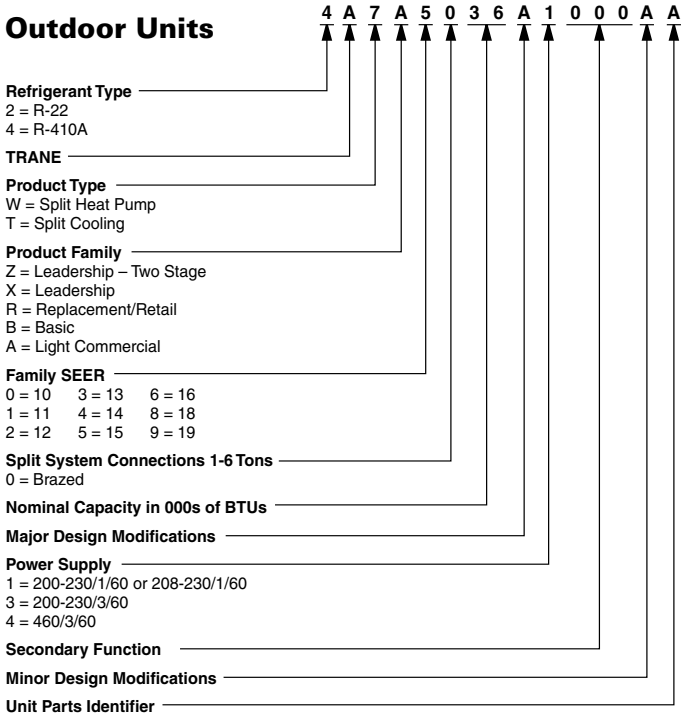 Outdoor Units
4 A 7 A 5 0 3 6 A 1 0 0 0 A A
Refrigerant Type
2 = R-22
4 = R-410A
TRANE
Product Type
W = Split Heat Pump
T = Split Cooling
Product Family
Z = Leadership – Two Stage
X = Leadership
R = Replacement/Retail
B = Basic
A = Light Commercial
Family SEER
0 = 10 3 = 13 6 = 16
1 = 11 4 = 14 8 = 18
2 = 12 5 = 15 9 = 19
Split System Connections 1-6 Tons
0 = Brazed
Nominal Capacity in 000s of BTUs
Major Design Modifications
Power Supply
1 = 200-230/1/60 or 208-230/1/60
3 = 200-230/3/60
4 = 460/3/60
Secondary Function
Minor Design Modifications
Unit Parts Identifier